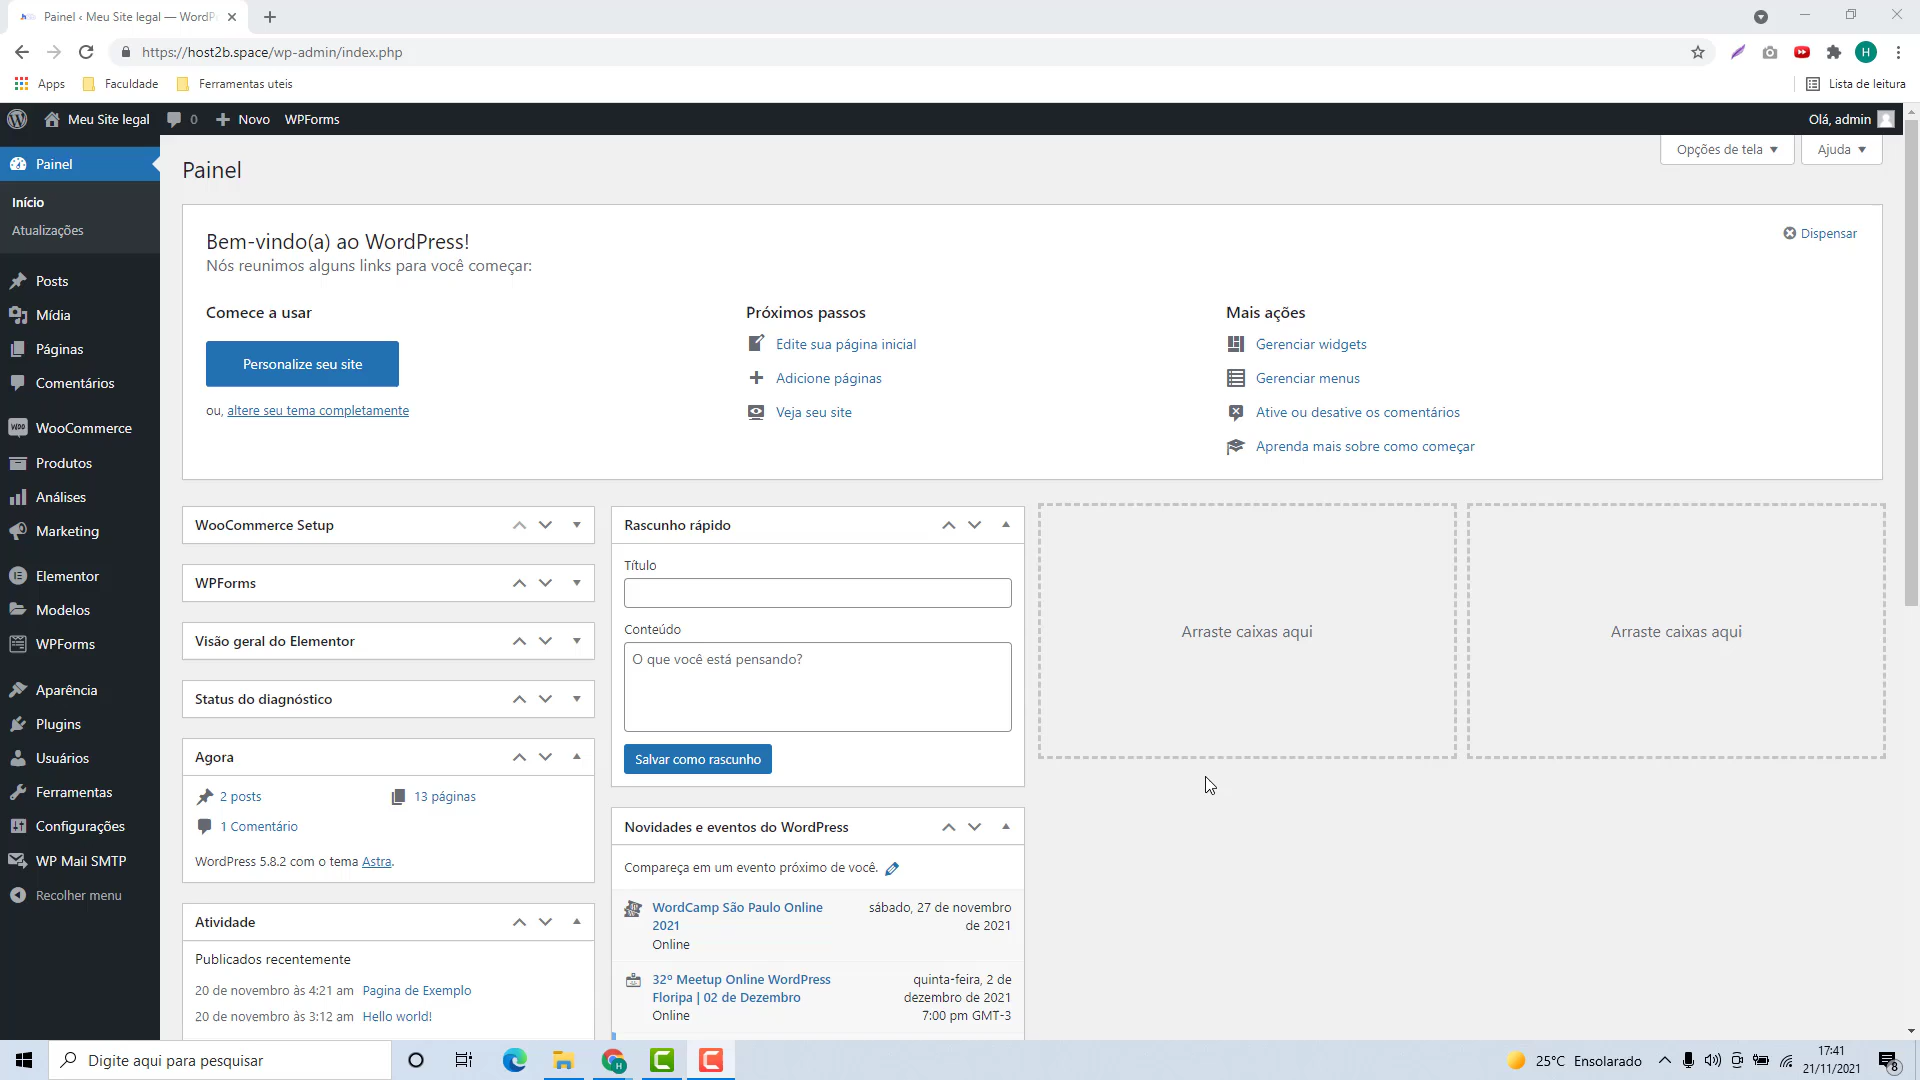 Painel ‹ Meu Site legal — WordP
https://host2b.space/wp-admin/index.php
H
Apps
Faculdade
Ferramentas uteis
Lista de leitura
Meu Site legal
0
Novo
WPForms
Olá, admin
Painel
Início
Atualizações
Posts
Mídia
Páginas
Comentários
WooCommerce
Produtos
Análises
Marketing
Elementor
Modelos
WPForms
Aparência
Plugins
Usuários
Ferramentas
Configurações
WP Mail SMTP
Recolher menu
Painel
Opções de tela
Ajuda
Bem-vindo(a) ao WordPress!
Nós reunimos alguns links para você começar:
Dispensar
Comece a usar
Personalize seu site
ou, altere seu tema completamente
Próximos passos
Edite sua página inicial
Adicione páginas
Veja seu site
Mais ações
Gerenciar widgets
Gerenciar menus
Ative ou desative os comentários
Aprenda mais sobre como começar
WooCommerce Setup
WPForms
Visão geral do Elementor
Status do diagnóstico
Agora
2 posts
13 páginas
1 Comentário
WordPress 5.8.2 com o tema Astra.
Atividade
Publicados recentemente
20 de novembro às 4:21 am Pagina de Exemplo
20 de novembro às 3:12 am Hello world!
Rascunho rápido
Título
Conteúdo
O que você está pensando?
Salvar como rascunho
Novidades e eventos do WordPress
Compareça em um evento próximo de você.
WordCamp São Paulo Online
2021
Online
sábado, 27 de novembro
de 2021
32º Meetup Online WordPress
Floripa | 02 de Dezembro
Online
quinta-feira, 2 de
dezembro de 2021
7:00 pm GMT-3
Arraste caixas aqui
Arraste caixas aqui
Digite aqui para pesquisar
25°C Ensolarado
17:41
21/11/2021
8